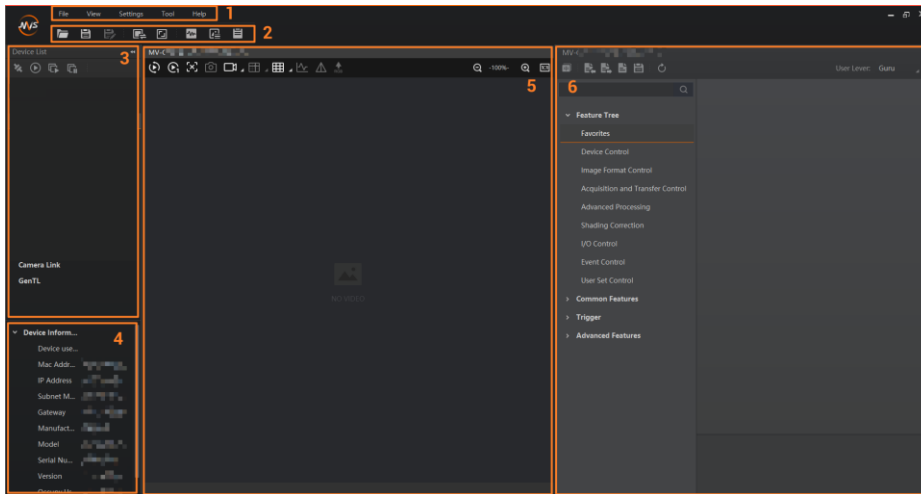 MVS
File View Settings Tool Help
1
2
Device List
3
MV-C
-100%-
5
MV-C
User Level: Guru
6
Feature Tree
Favorites
Device Control
Image Format Control
Acquisition and Transfer Control
Advanced Processing
Shading Correction
I/O Control
Event Control
User Set Control
Common Features
Trigger
Advanced Features
NO VIDEO
Camera Link
GenTL
Device Inform...
4
Device use...
Mac Addr...
IP Address
Subnet M...
Gateway
Manufact...
Model
Serial Nu...
Version